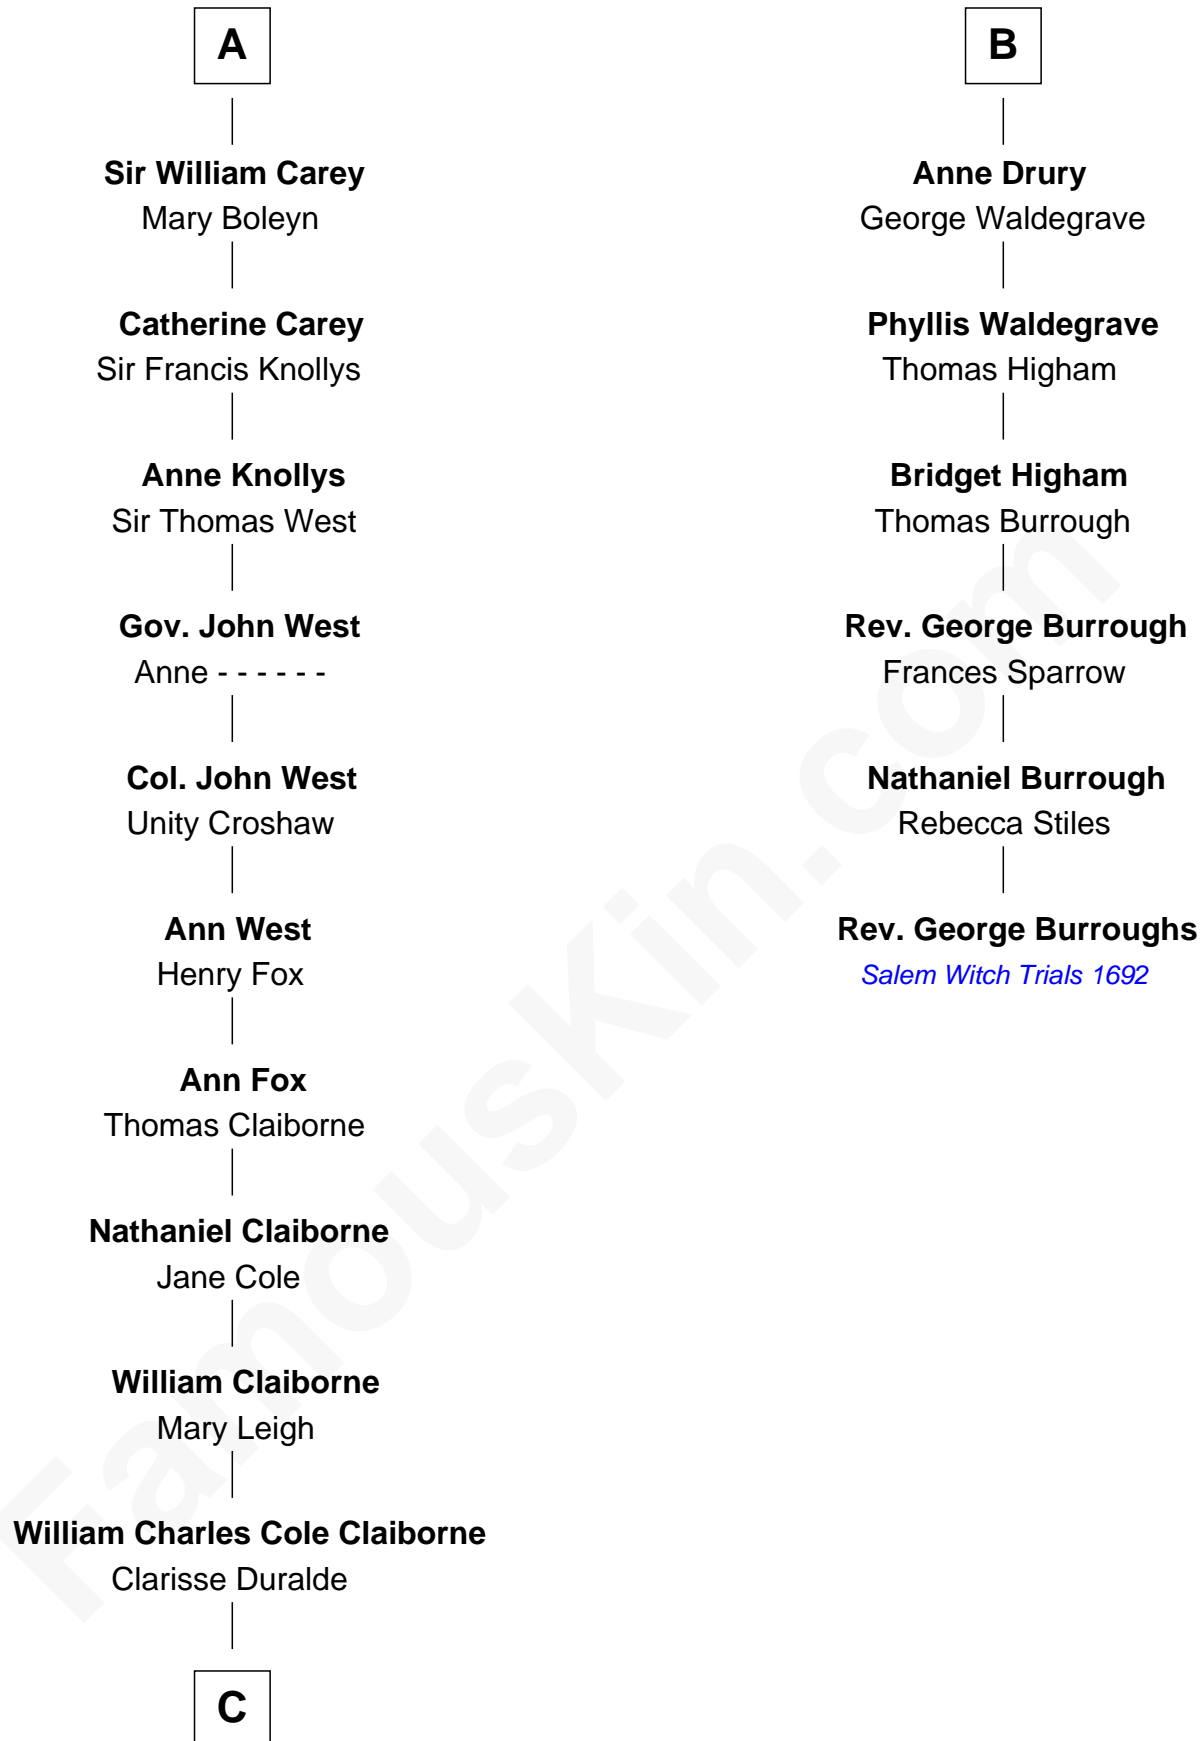 A
Sir William Carey
Mary Boleyn
Catherine Carey
Sir Francis Knollys
Anne Knollys
Sir Thomas West
Gov. John West
Anne - - - - - -
Col. John West
Unity Croshaw
Ann West
Henry Fox
Ann Fox
Thomas Claiborne
Nathaniel Claiborne
Jane Cole
William Claiborne
Mary Leigh
William Charles Cole Claiborne
Clarisse Duralde
C
B
Anne Drury
George Waldegrave
Phyllis Waldegrave
Thomas Higham
Bridget Higham
Thomas Burrough
Rev. George Burrough
Frances Sparrow
Nathaniel Burrough
Rebecca Stiles
Rev. George Burroughs
Salem Witch Trials 1692
FamousKin.com